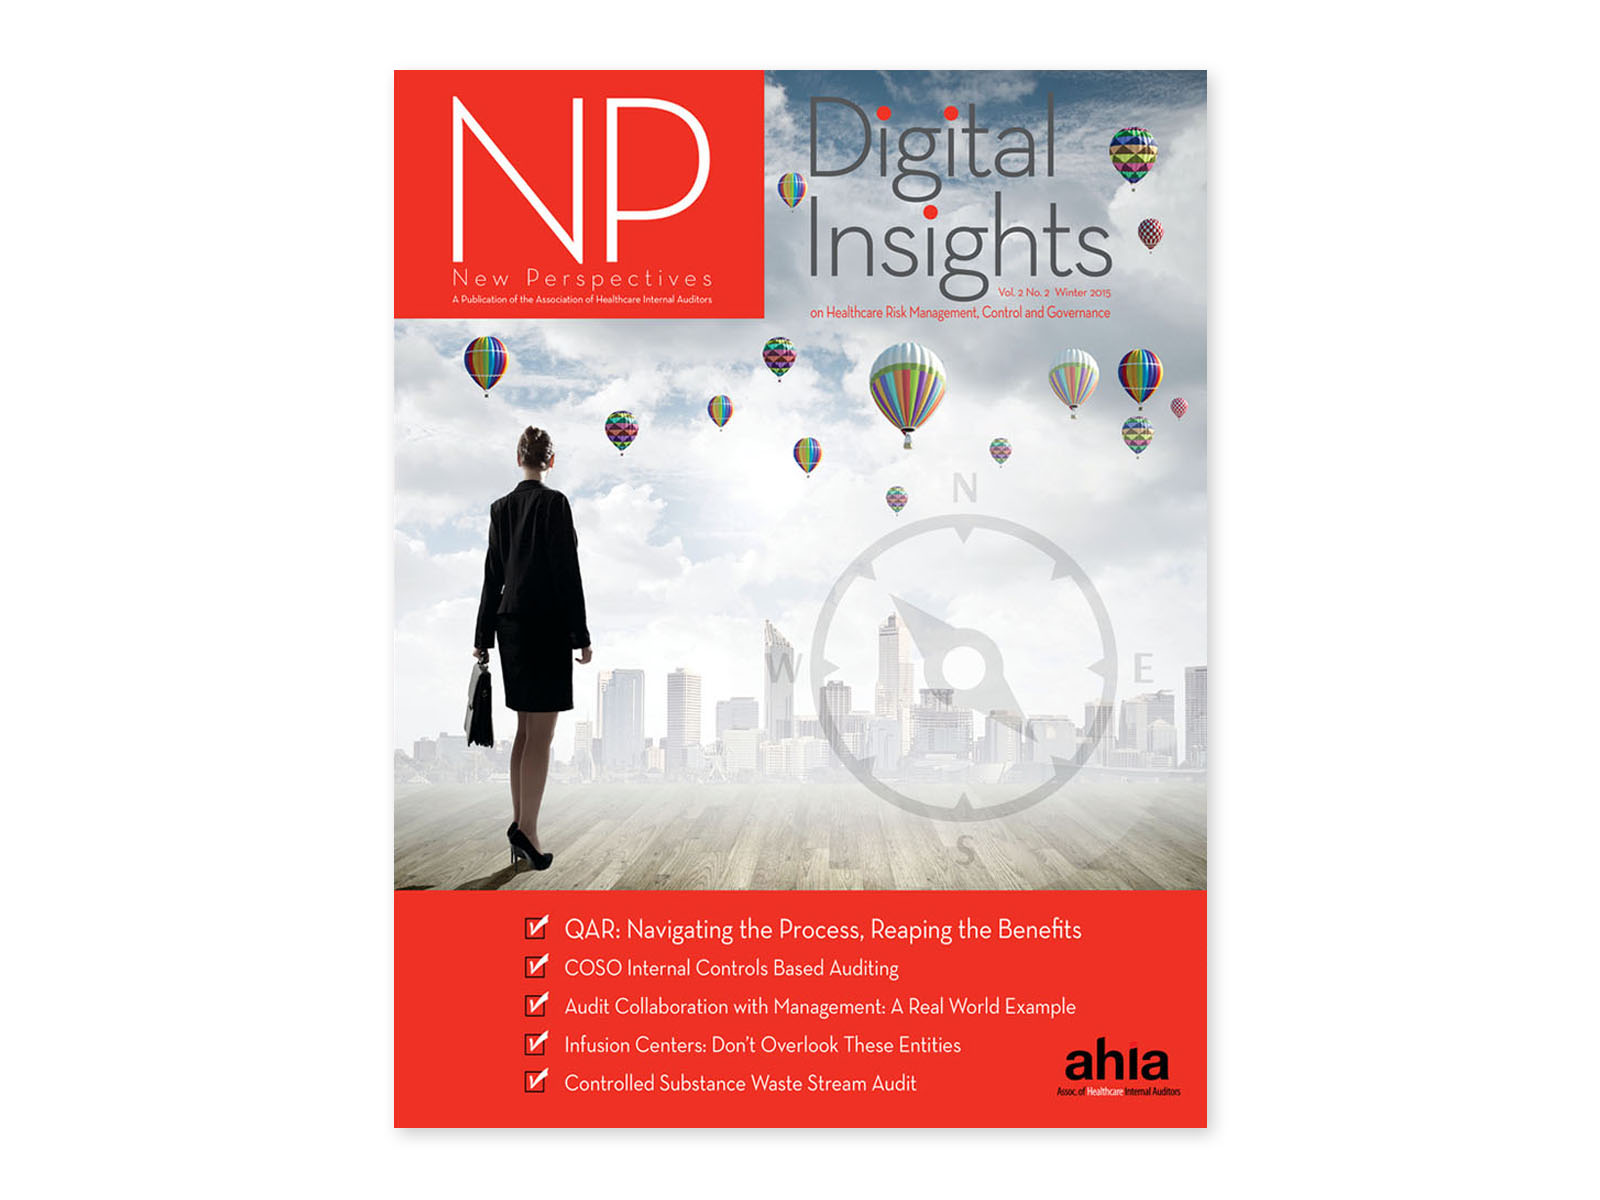 NP
New Perspectives
A Publication of the Association of Healthcare Internal Auditors
Digital
Insights
Vol. 2 No. 2 Winter 2015
on Healthcare Risk Management, Control and Governance
N
W
E
S
QAR: Navigating the Process, Reaping the Benefits
COSO Internal Controls Based Auditing
Audit Collaboration with Management: A Real World Example
Infusion Centers: Don't Overlook These Entities
Controlled Substance Waste Stream Audit
ahia
Assoc. of Healthcare Internal Auditors